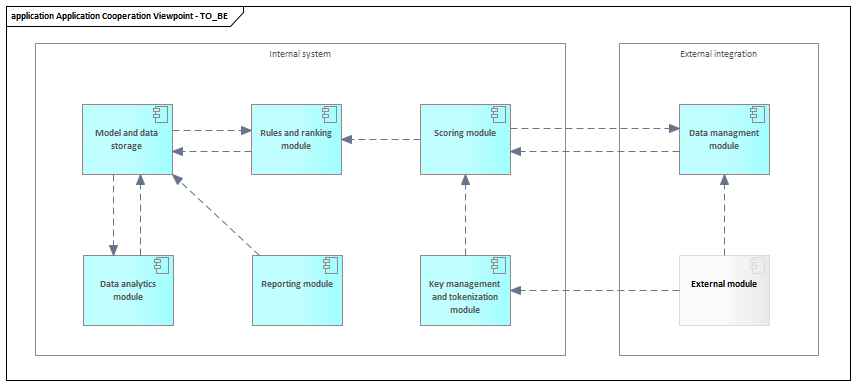 application Application Cooperation Viewpoint - TO_BE
Internal system
External integration
Model and data
storage
Rules and ranking
module
Scoring module
Data managment
module
Data analytics
module
Reporting module
Key management
and tokenization
module
External module